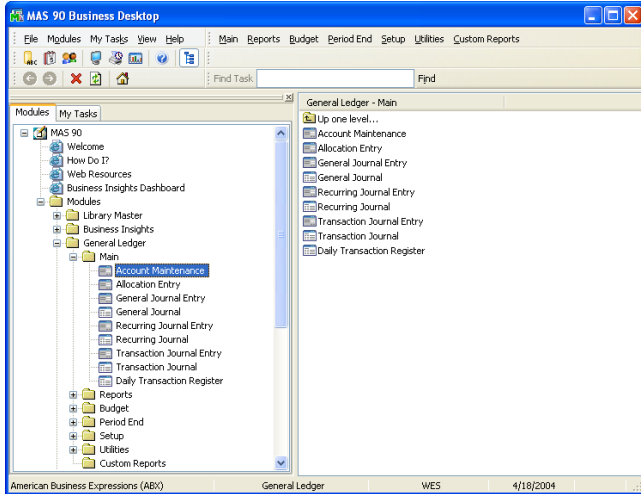 MAS 90 Business Desktop
File Modules My Tasks View Help Main Reports Budget Period End Setup Utilities Custom Reports
ABC
Find Task Find
Modules My Tasks
MAS 90
Welcome
How Do I?
Web Resources
Business Insights Dashboard
Modules
Library Master
Business Insights
General Ledger
Main
Account Maintenance
Allocation Entry
General Journal Entry
General Journal
Recurring Journal Entry
Recurring Journal
Transaction Journal Entry
Transaction Journal
Daily Transaction Register
Reports
Budget
Period End
Setup
Utilities
Custom Reports
General Ledger - Main
Up one level...
Account Maintenance
Allocation Entry
General Journal Entry
General Journal
Recurring Journal Entry
Recurring Journal
Transaction Journal Entry
Transaction Journal
Daily Transaction Register
American Business Expressions (ABX) General Ledger WES 4/18/2004